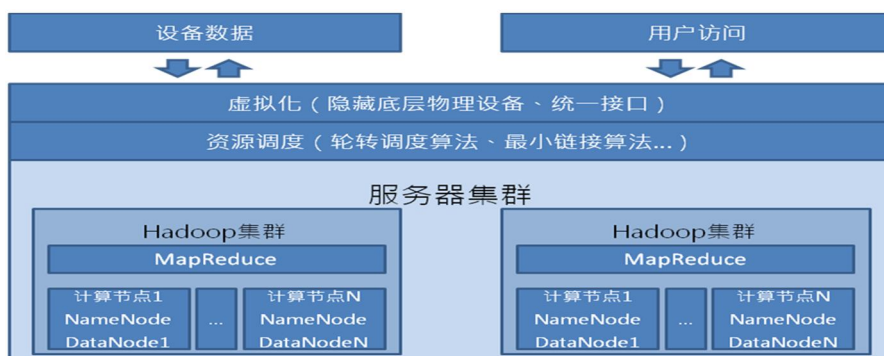 设备数据
用户访问
虚拟化（隐藏底层物理设备、统一接口）
资源调度（轮转调度算法、最小链接算法...）
服务器集群
Hadoop集群
MapReduce
计算节点1
NameNode
DataNode1
...
计算节点N
NameNode
DataNodeN
Hadoop集群
MapReduce
计算节点1
NameNode
DataNode1
...
计算节点N
NameNode
DataNodeN